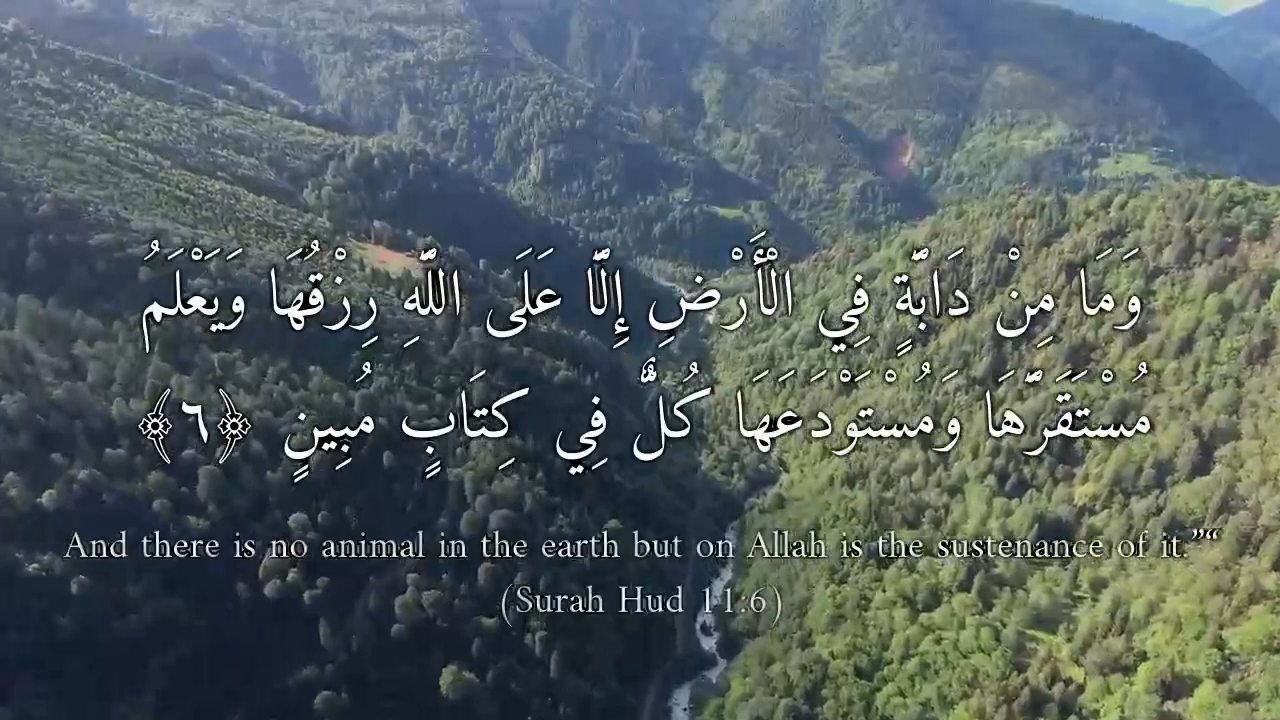 وَمَا مِنْ دَابَّةٍ فِي الْأَرْضِ إِلَّا عَلَى اللَّهِ رِزْقُهَا وَيَعْلَمُ
مُسْتَقَرَّهَا وَمُسْتَوْدَعَهَا كُلٌّ فِي كِتَابٍ مُبِينٍ ﴿٦﴾
And there is no animal in the earth but on Allah is the sustenance of it.”“
(Surah Hud 11:6)